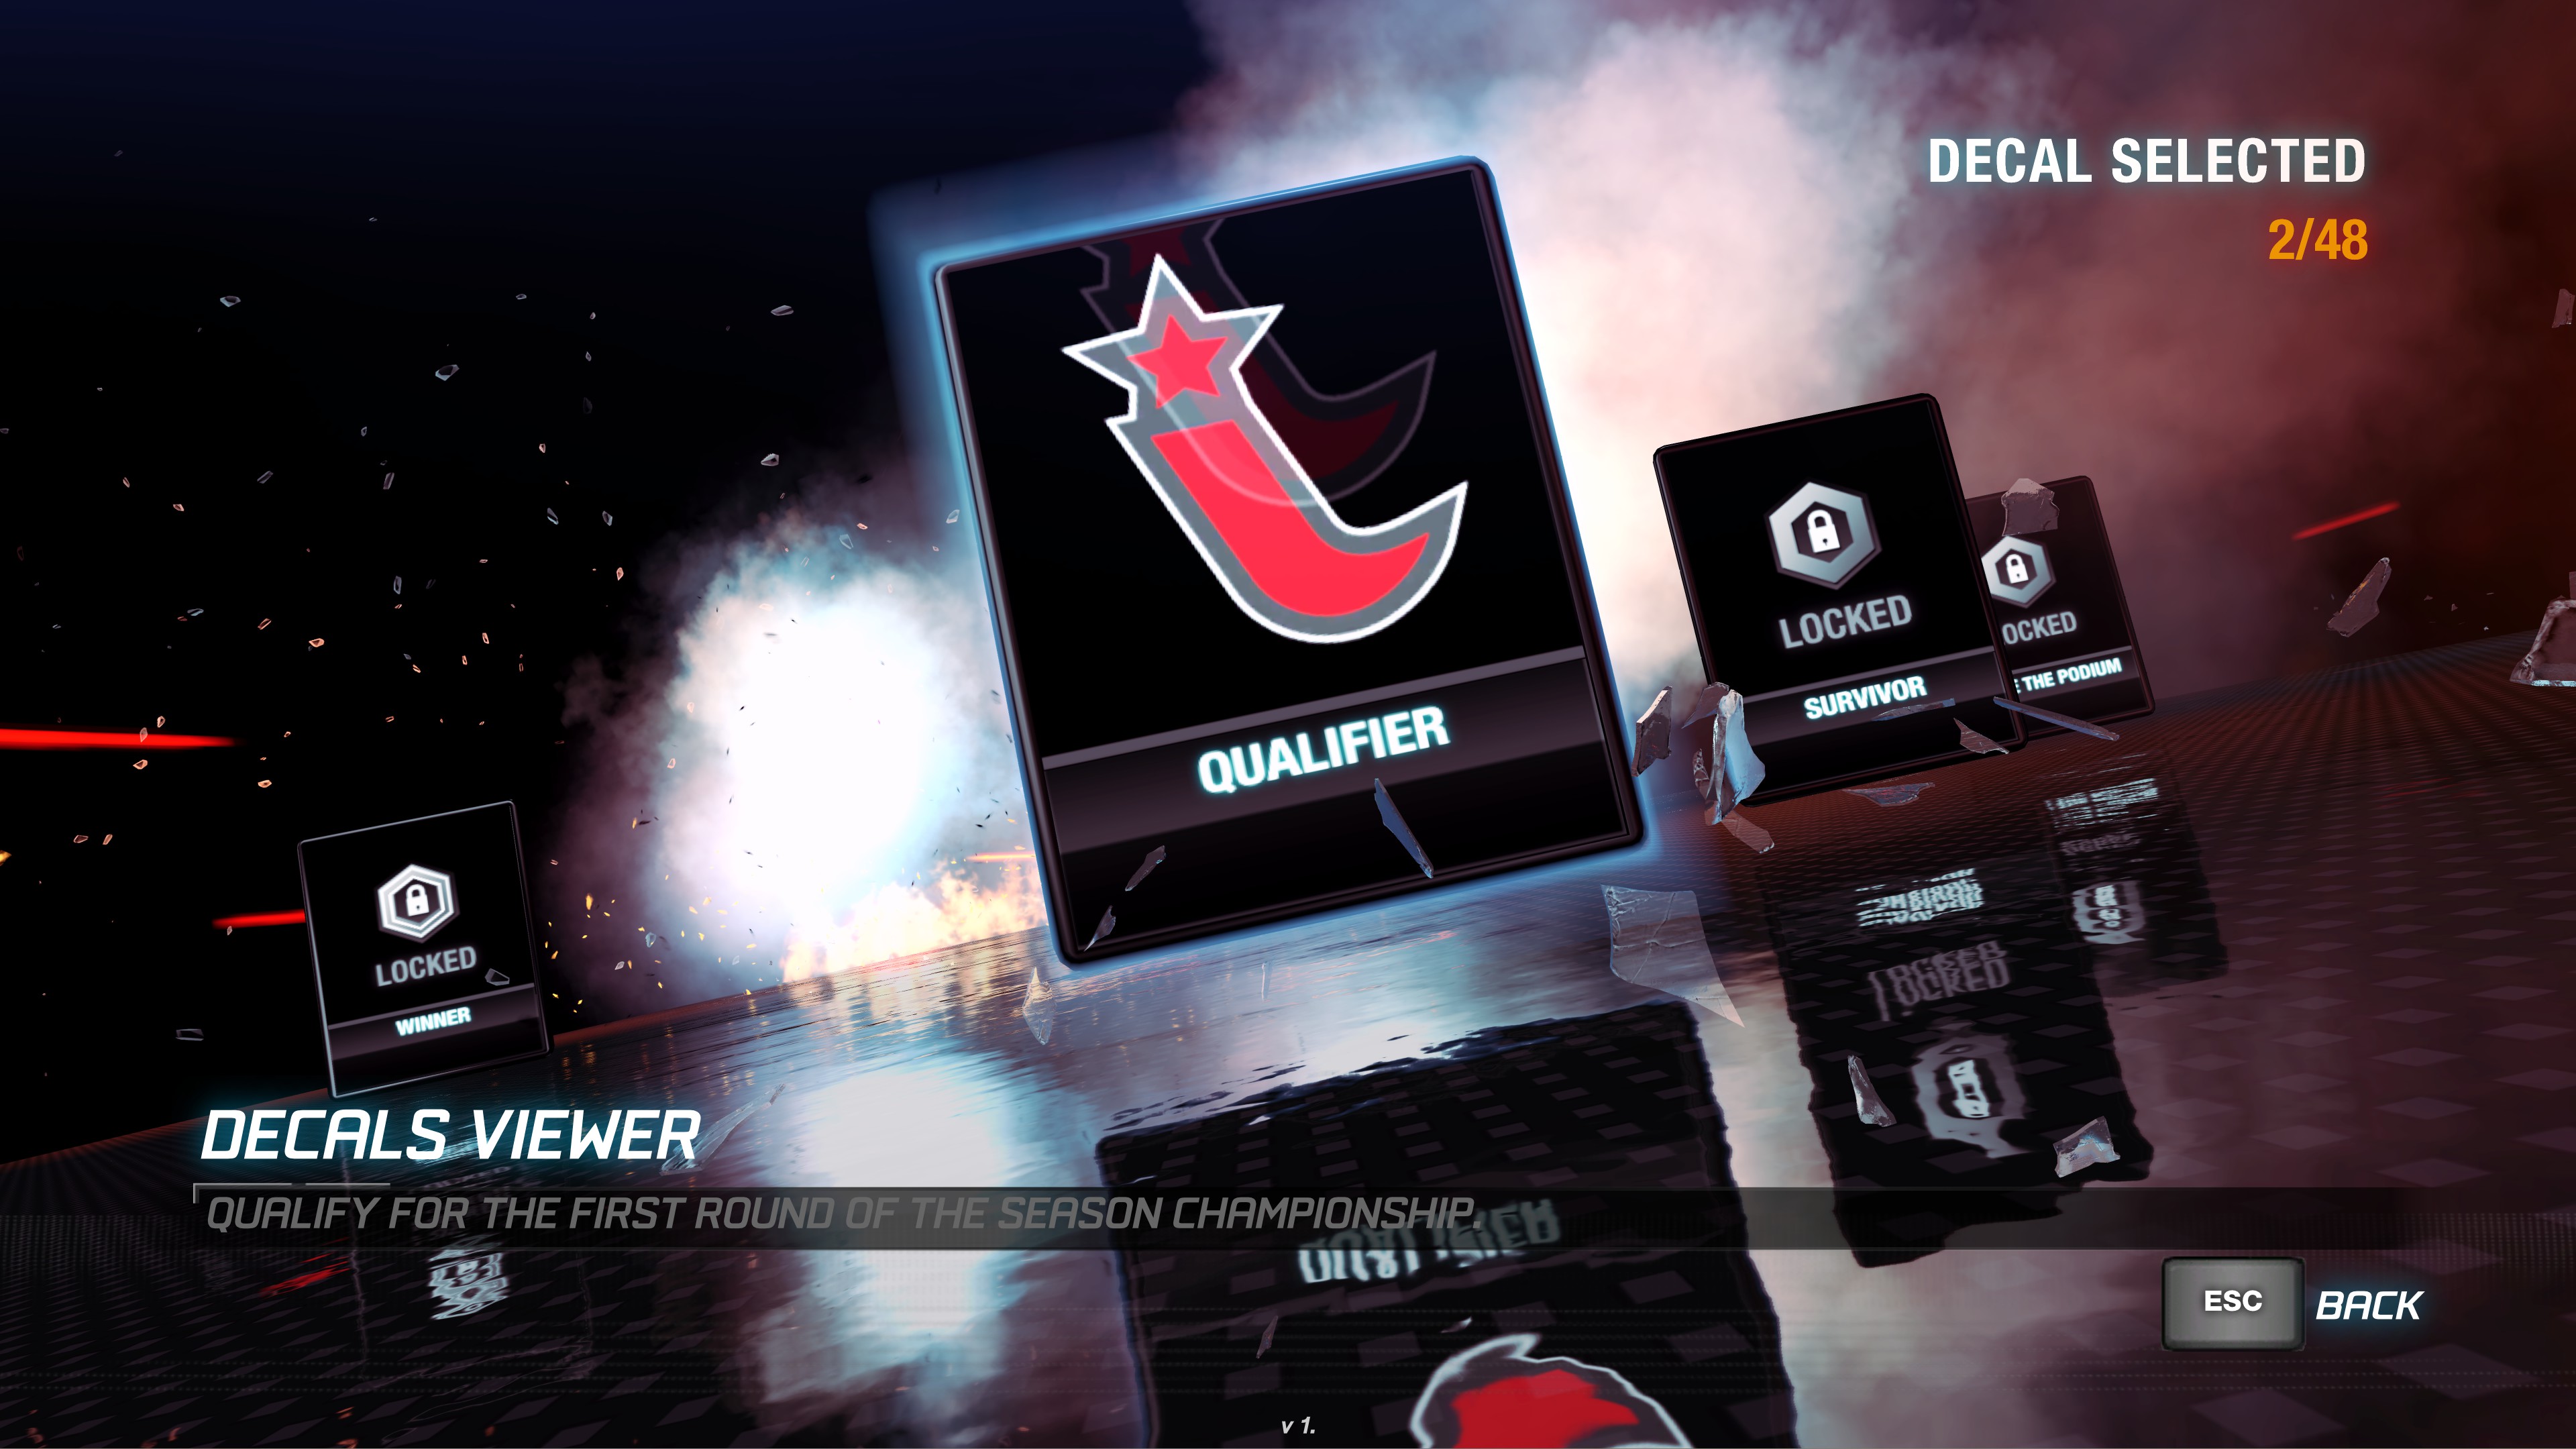 DECAL SELECTED
2/48
LOCKED
SURVIVOR
OCKED
THE PODIUM
QUALIFIER
LOCKED
WINNER
DECALS VIEWER
QUALIFY FOR THE FIRST ROUND OF THE SEASON CHAMPIONSHIP.
ESC BACK
v 1.